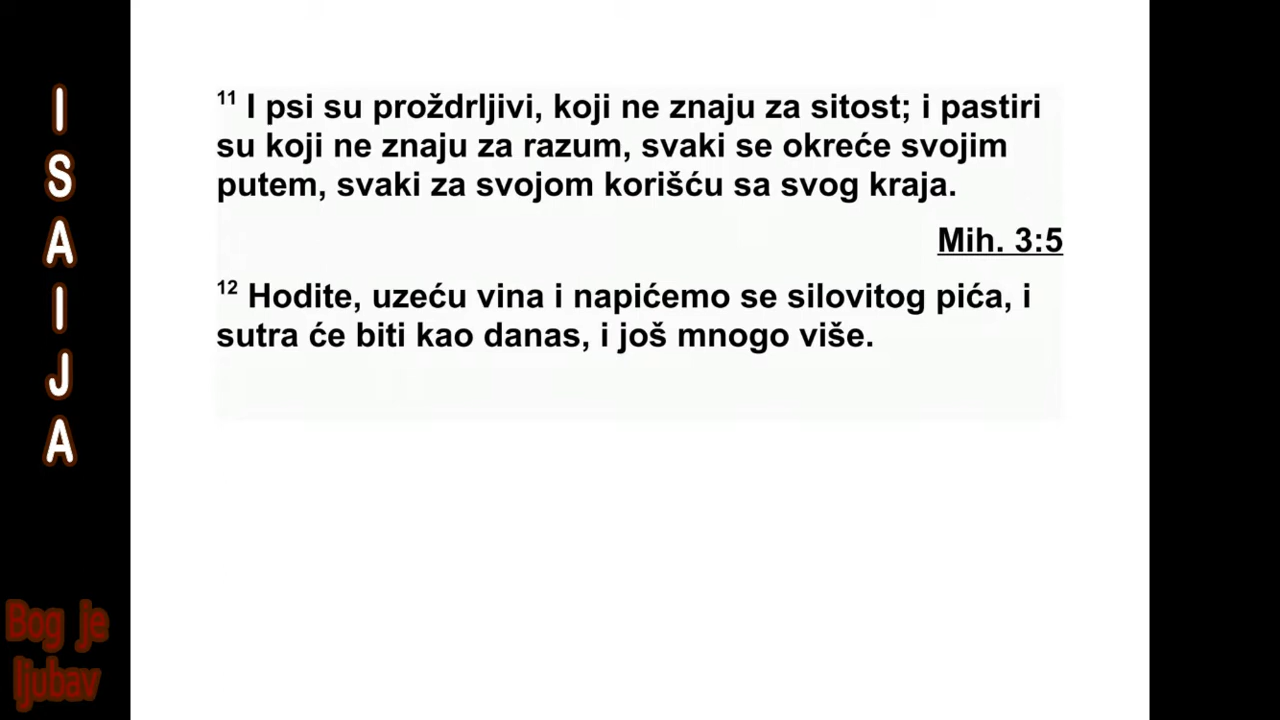 ISAIJA
¹¹ I psi su proždrljivi, koji ne znaju za sitost; i pastiri
su koji ne znaju za razum, svaki se okreće svojim
putem, svaki za svojom korišću sa svog kraja.
Mih. 3:5
¹² Hodite, uzeću vina i napićemo se silovitog pića, i
sutra će biti kao danas, i još mnogo više.
Bog je
ljubav